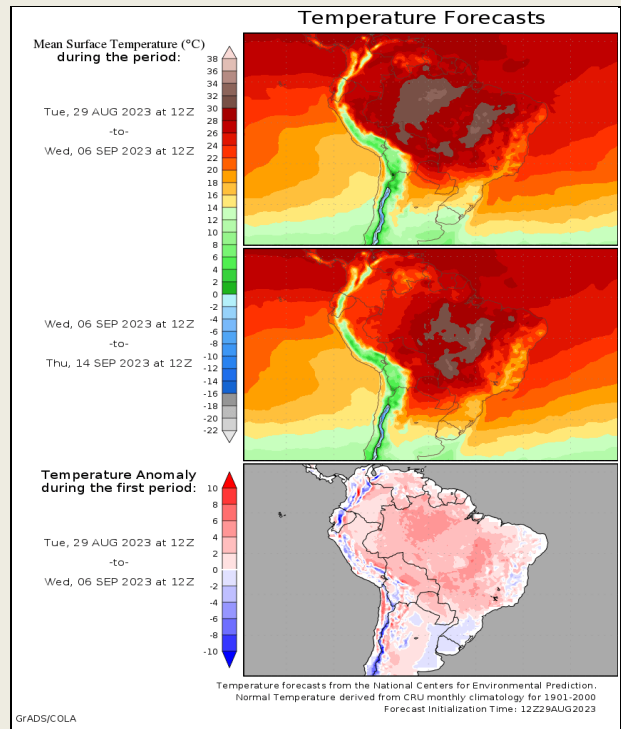 Temperature Forecasts
Mean Surface Temperature (°C)
during the period:
Tue, 29 AUG 2023 at 12Z
-to-
Wed, 06 SEP 2023 at 12Z
38
36
34
32
30
28
26
24
22
20
18
16
14
12
10
8
6
4
2
0
-2
-4
-6
-8
-10
-12
-14
-16
-18
-20
-22
Wed, 06 SEP 2023 at 12Z
-to-
Thu, 14 SEP 2023 at 12Z
Temperature Anomaly
during the first period:
Tue, 29 AUG 2023 at 12Z
-to-
Wed, 06 SEP 2023 at 12Z
10
8
6
4
2
0
-2
-4
-6
-8
-10
Temperature forecasts from the National Centers for Environmental Prediction.
Normal Temperature derived from CRU monthly climatology for 1901-2000
Forecast Initialization Time: 12Z29AUG2023
GrADS/COLA